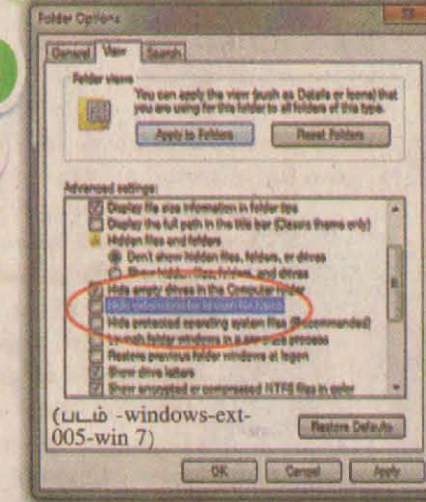 Folder Options
General View Search
Folder views
You can apply the view (such as Details or Icons) that
you are using for this folder to all folders of this type.
Apply to Folders Reset Folders
Advanced settings:
Display file size information in folder tips
Display the full path in the title bar (Classic theme only)
Hidden files and folders
Don't show hidden files, folders, or drives
Show hidden files, folders, and drives
Hide empty drives in the Computer folder
Hide extensions for known file types
Hide protected operating system files (Recommended)
Launch folder windows in a separate process
Restore previous folder windows at logon
Show drive letters
Show encrypted or compressed NTFS files in color
(படம் -windows-ext-
005-win 7)
Restore Defaults
OK Cancel Apply